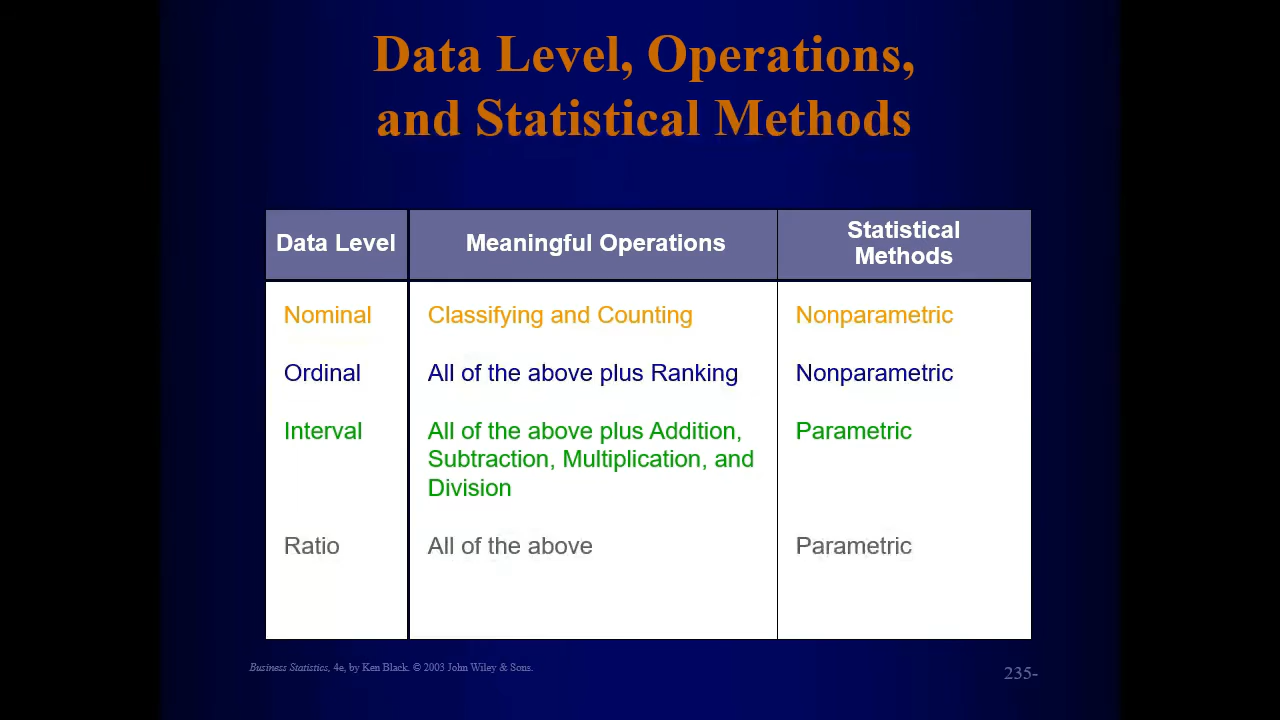 Data Level, Operations,
and Statistical Methods
Data Level
Meaningful Operations
Statistical
Methods
Nominal
Classifying and Counting
Nonparametric
Ordinal
All of the above plus Ranking
Nonparametric
Interval
All of the above plus Addition,
Subtraction, Multiplication, and
Division
Parametric
Ratio
All of the above
Parametric
Business Statistics, 4e, by Ken Black. © 2003 John Wiley & Sons.
235-